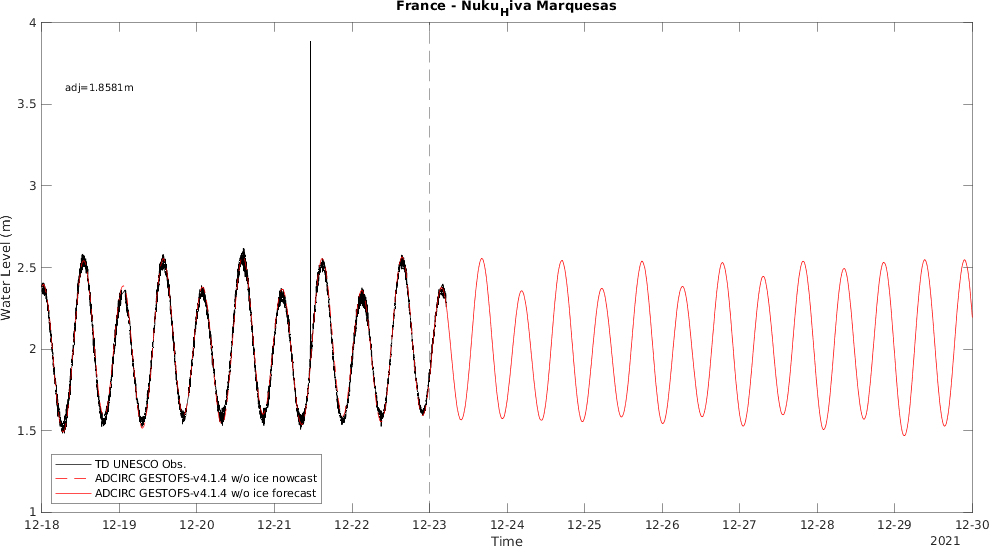 France - Nuku Hiva Marquesas
4
adj=1.8581m
3.5
3
2.5
2
1.5
1
Water Level (m)
TD UNESCO Obs.
ADCIRC GESTOFS-v4.1.4 w/o ice nowcast
ADCIRC GESTOFS-v4.1.4 w/o ice forecast
12-18 12-19 12-20 12-21 12-22 12-23 12-24 12-25 12-26 12-27 12-28 12-29 12-30
Time
2021